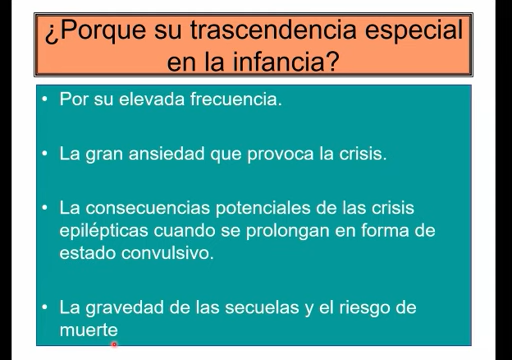 ¿Porque su trascendencia especial
en la infancia?
• Por su elevada frecuencia.
• La gran ansiedad que provoca la crisis.
• La consecuencias potenciales de las crisis
epilépticas cuando se prolongan en forma de
estado convulsivo.
• La gravedad de las secuelas y el riesgo de
muerte